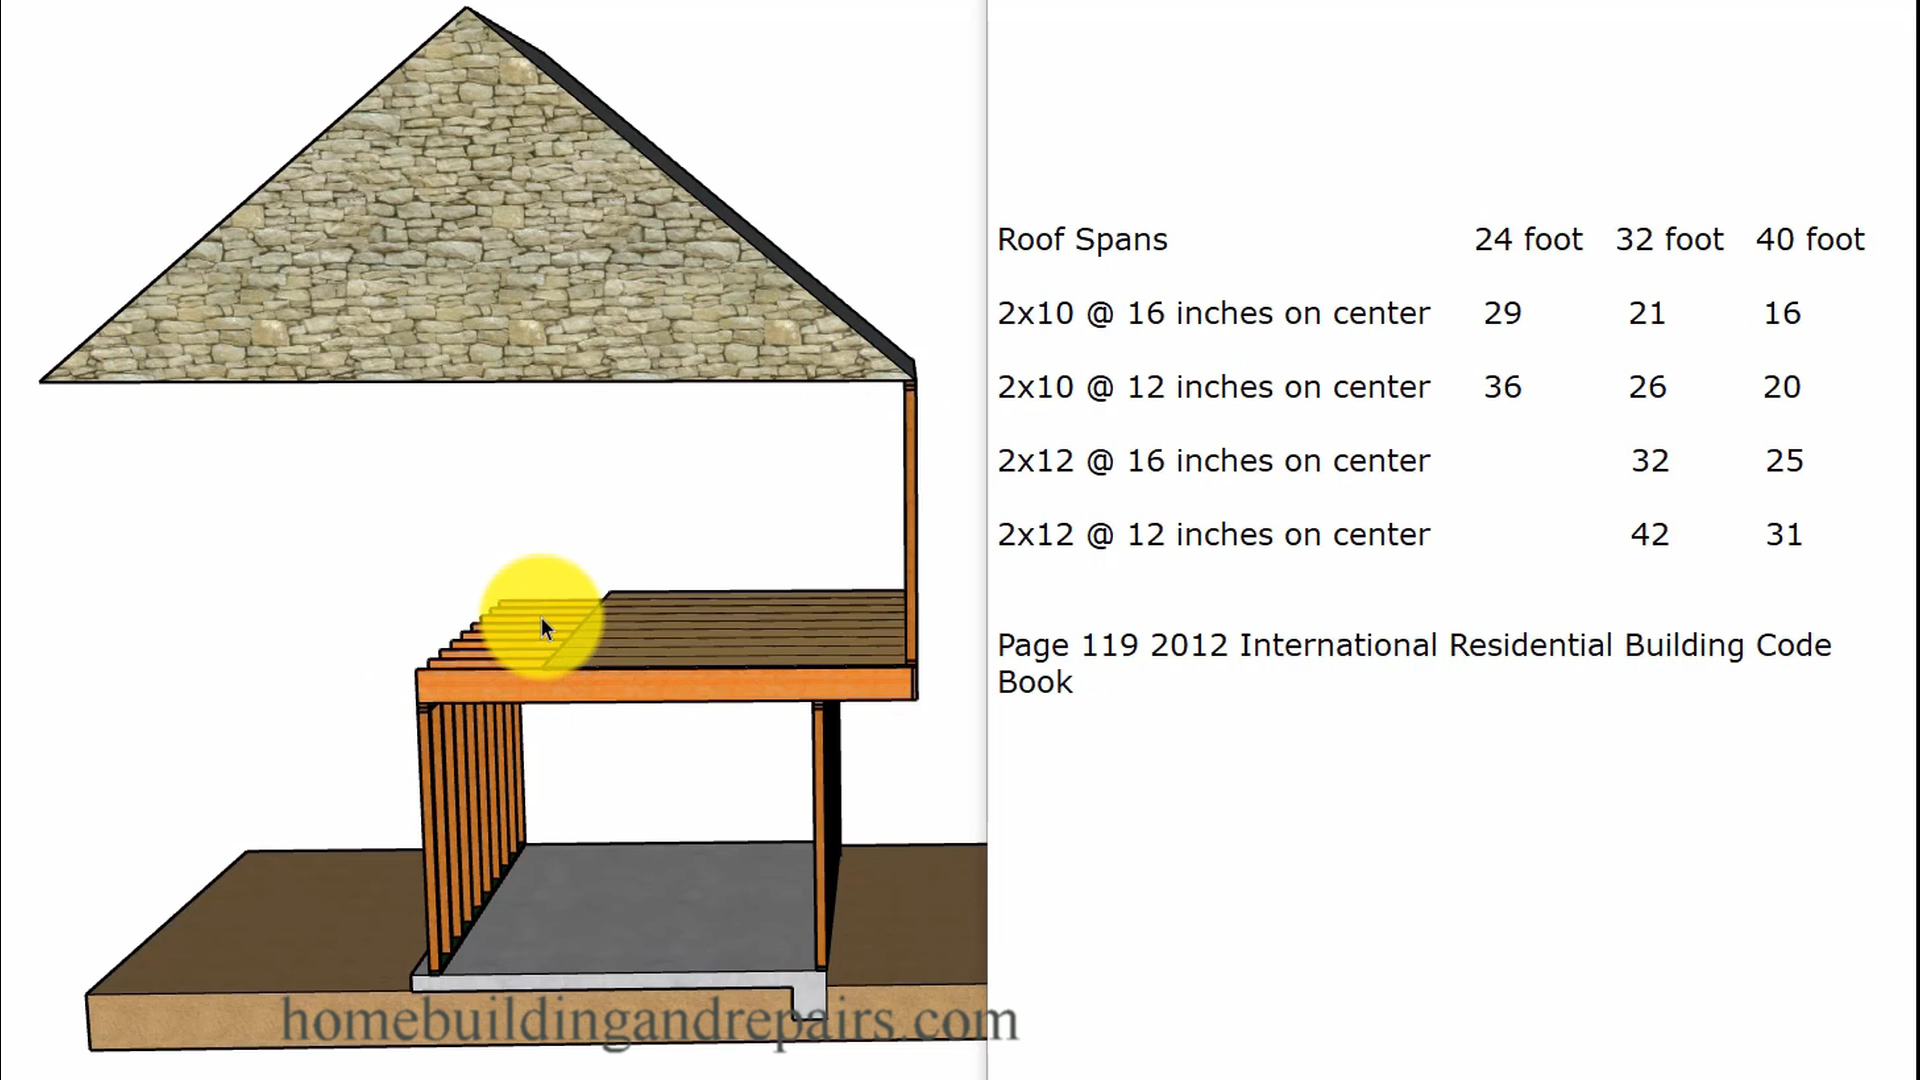 Roof Spans 24 foot 32 foot 40 foot
2x10 @ 16 inches on center 29 21 16
2x10 @ 12 inches on center 36 26 20
2x12 @ 16 inches on center 32 25
2x12 @ 12 inches on center 42 31
Page 119 2012 International Residential Building Code
Book
homebuildingandrepairs.com